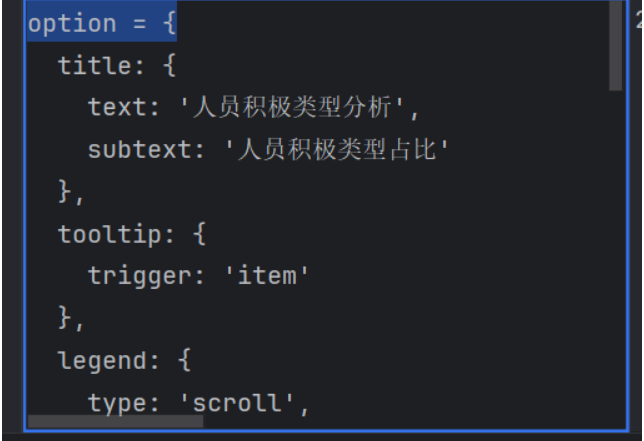 option = {
title: {
text: '人员积极类型分析',
subtext: '人员积极类型占比'
},
tooltip: {
trigger: 'item'
},
legend: {
type: 'scroll',